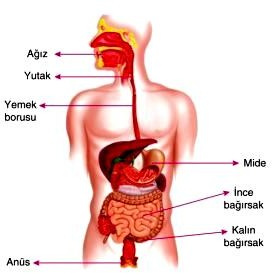 Ağız
Yutak
Yemek
borusu
Mide
İnce
bağırsak
Kalın
bağırsak
Anüs